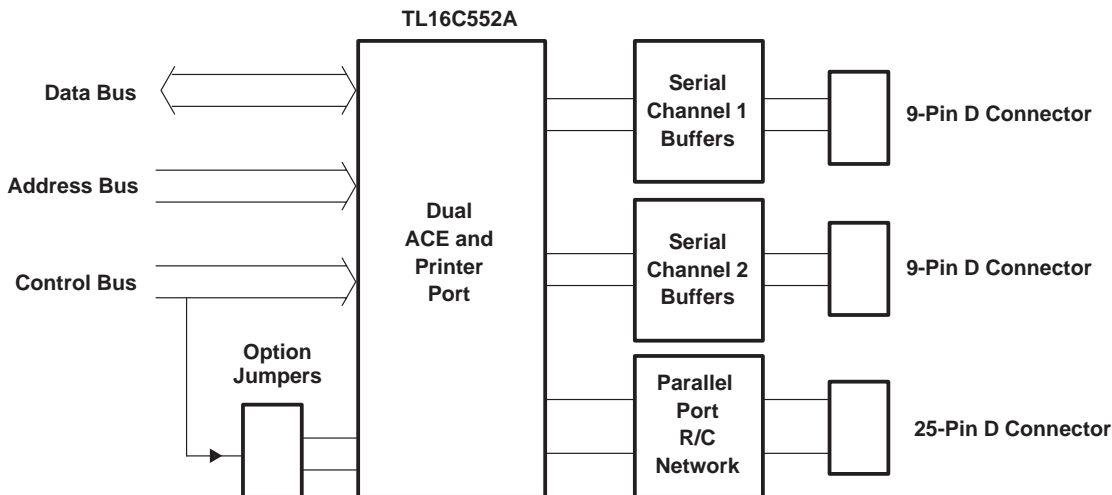 TL16C552A
Data Bus
Address Bus
Control Bus
Option
Jumpers
Dual
ACE and
Printer
Port
Serial
Channel 1
Buffers
9-Pin D Connector
Serial
Channel 2
Buffers
9-Pin D Connector
Parallel
Port
R/C
Network
25-Pin D Connector